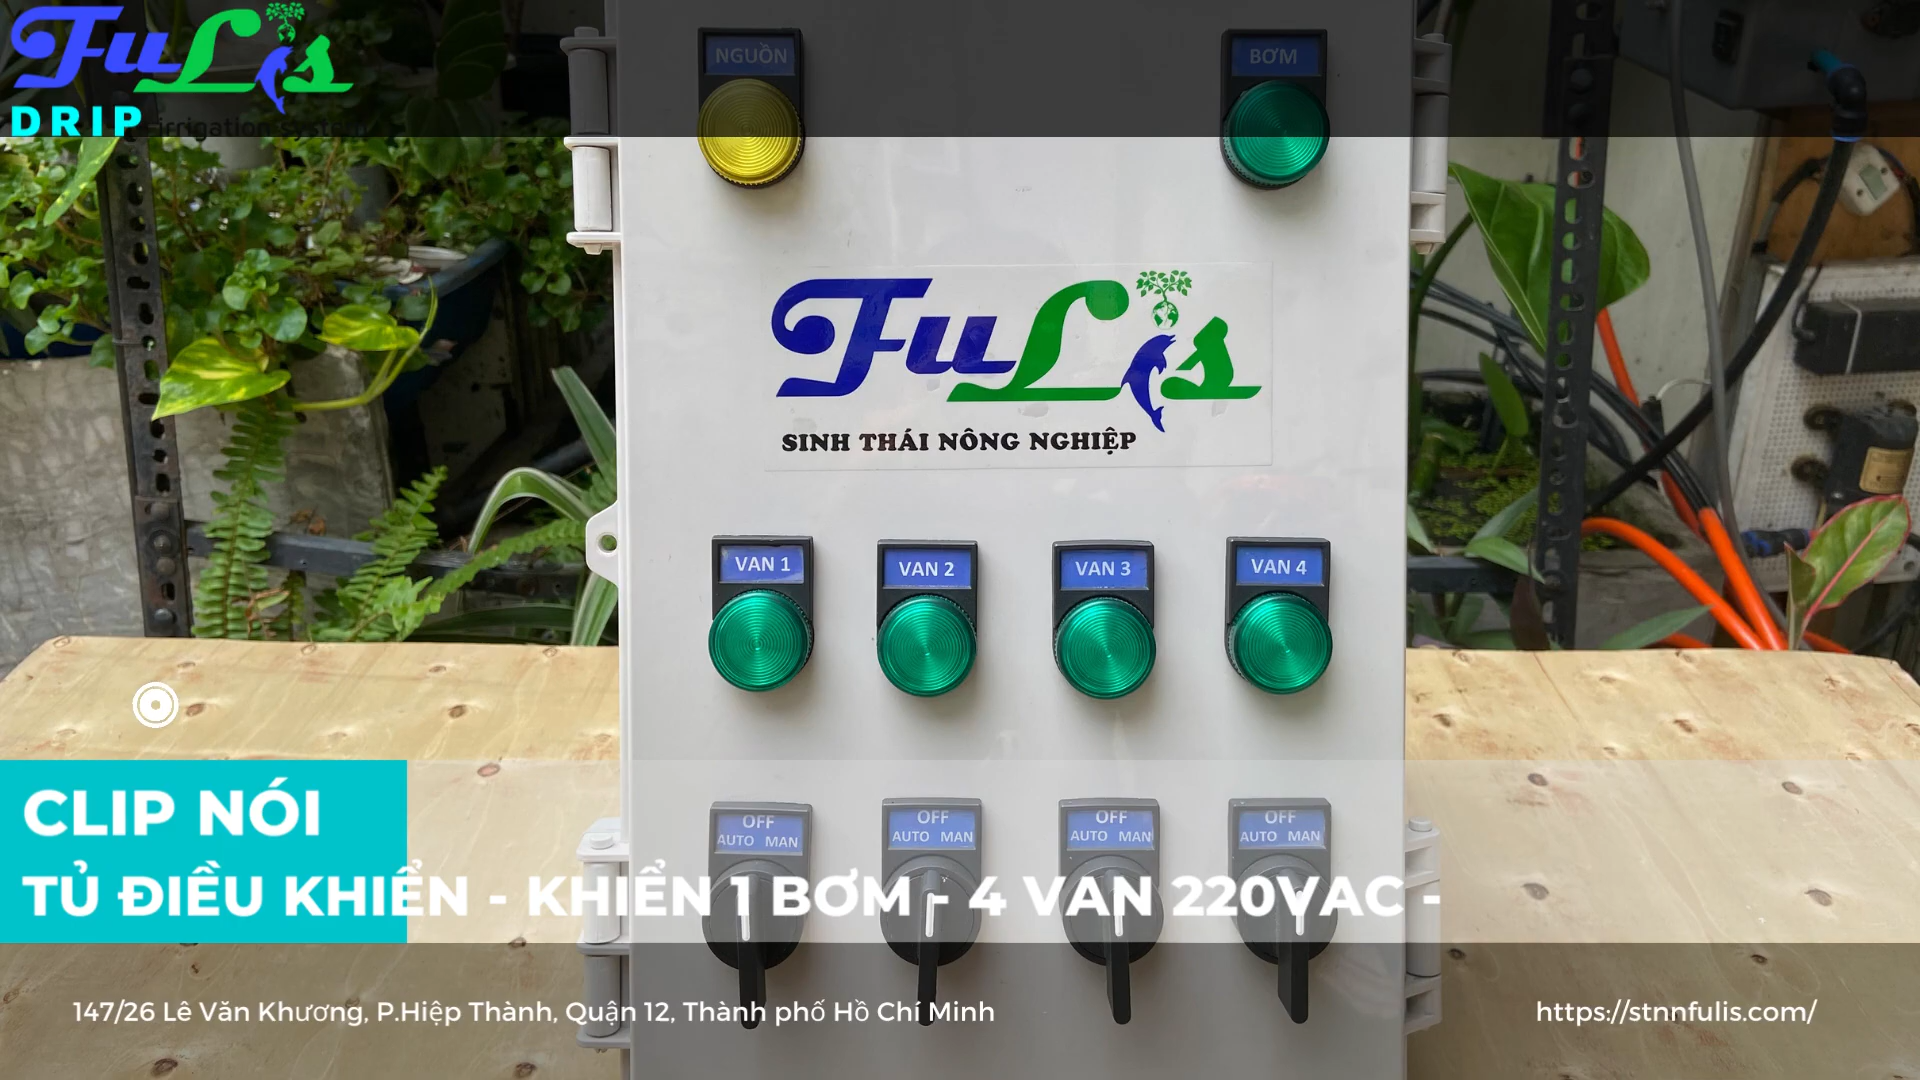 FuLis
DRIP irrigation system
NGUỒN
BƠM
FuLis
SINH THÁI NÔNG NGHIỆP
VAN 1
VAN 2
VAN 3
VAN 4
OFF
AUTO MAN
OFF
AUTO MAN
OFF
AUTO MAN
OFF
AUTO MAN
CLIP NÓI
TỦ ĐIỀU KHIỂN - KHIỂN 1 BƠM - 4 VAN 220VAC -
147/26 Lê Văn Khương, P.Hiệp Thành, Quận 12, Thành phố Hồ Chí Minh
https://stnnfulis.com/